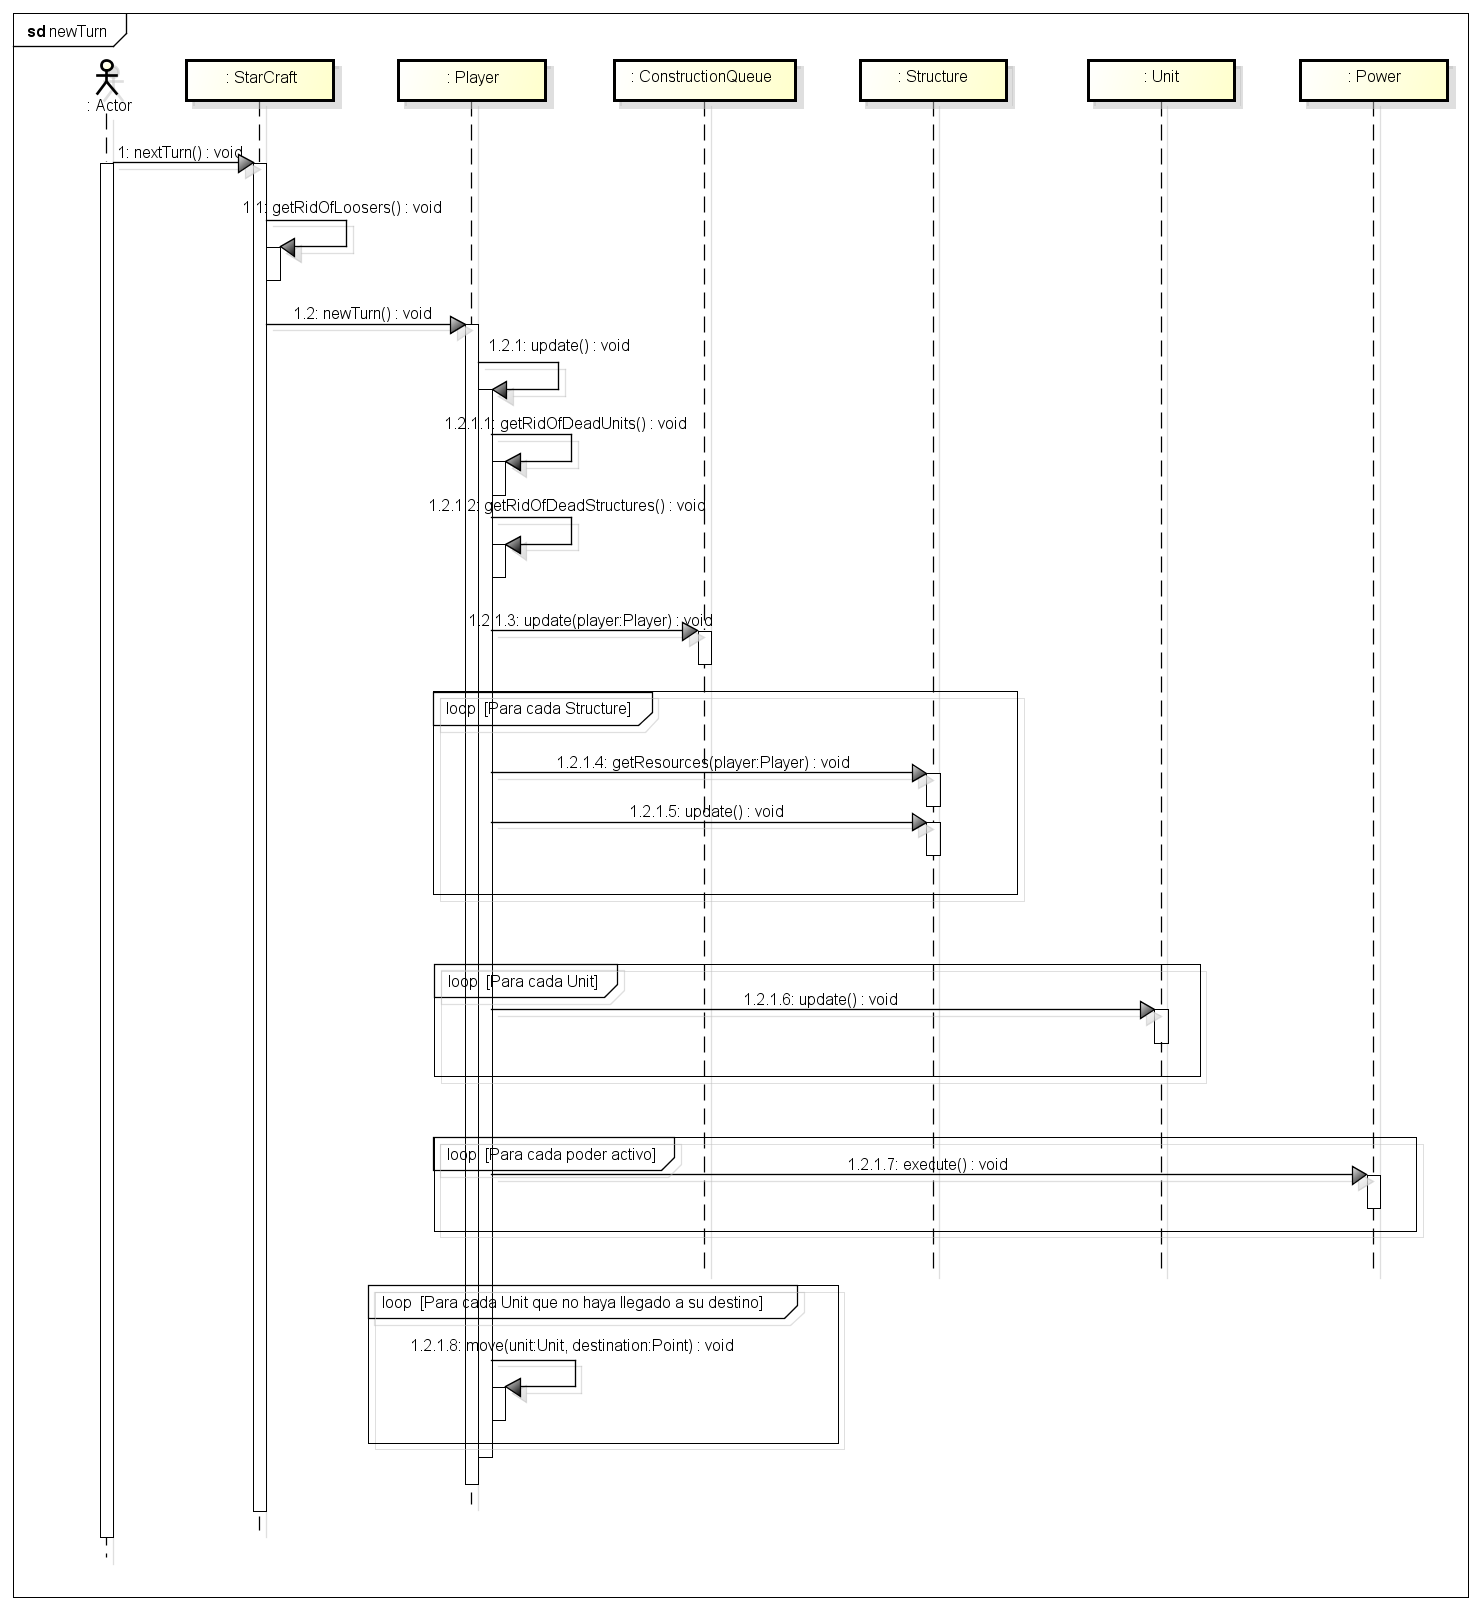 sd newTurn
: Actor
: StarCraft
: Player
: ConstructionQueue
: Structure
: Unit
: Power
1: nextTurn() : void
1.1: getRidOfLoosers() : void
1.2: newTurn() : void
1.2.1: update() : void
1.2.1.1: getRidOfDeadUnits() : void
1.2.1.2: getRidOfDeadStructures() : void
1.2.1.3: update(player:Player) : void
loop [Para cada Structure]
1.2.1.4: getResources(player:Player) : void
1.2.1.5: update() : void
loop [Para cada Unit]
1.2.1.6: update() : void
loop [Para cada poder activo]
1.2.1.7: execute() : void
loop [Para cada Unit que no haya llegado a su destino]
1.2.1.8: move(unit:Unit, destination:Point) : void